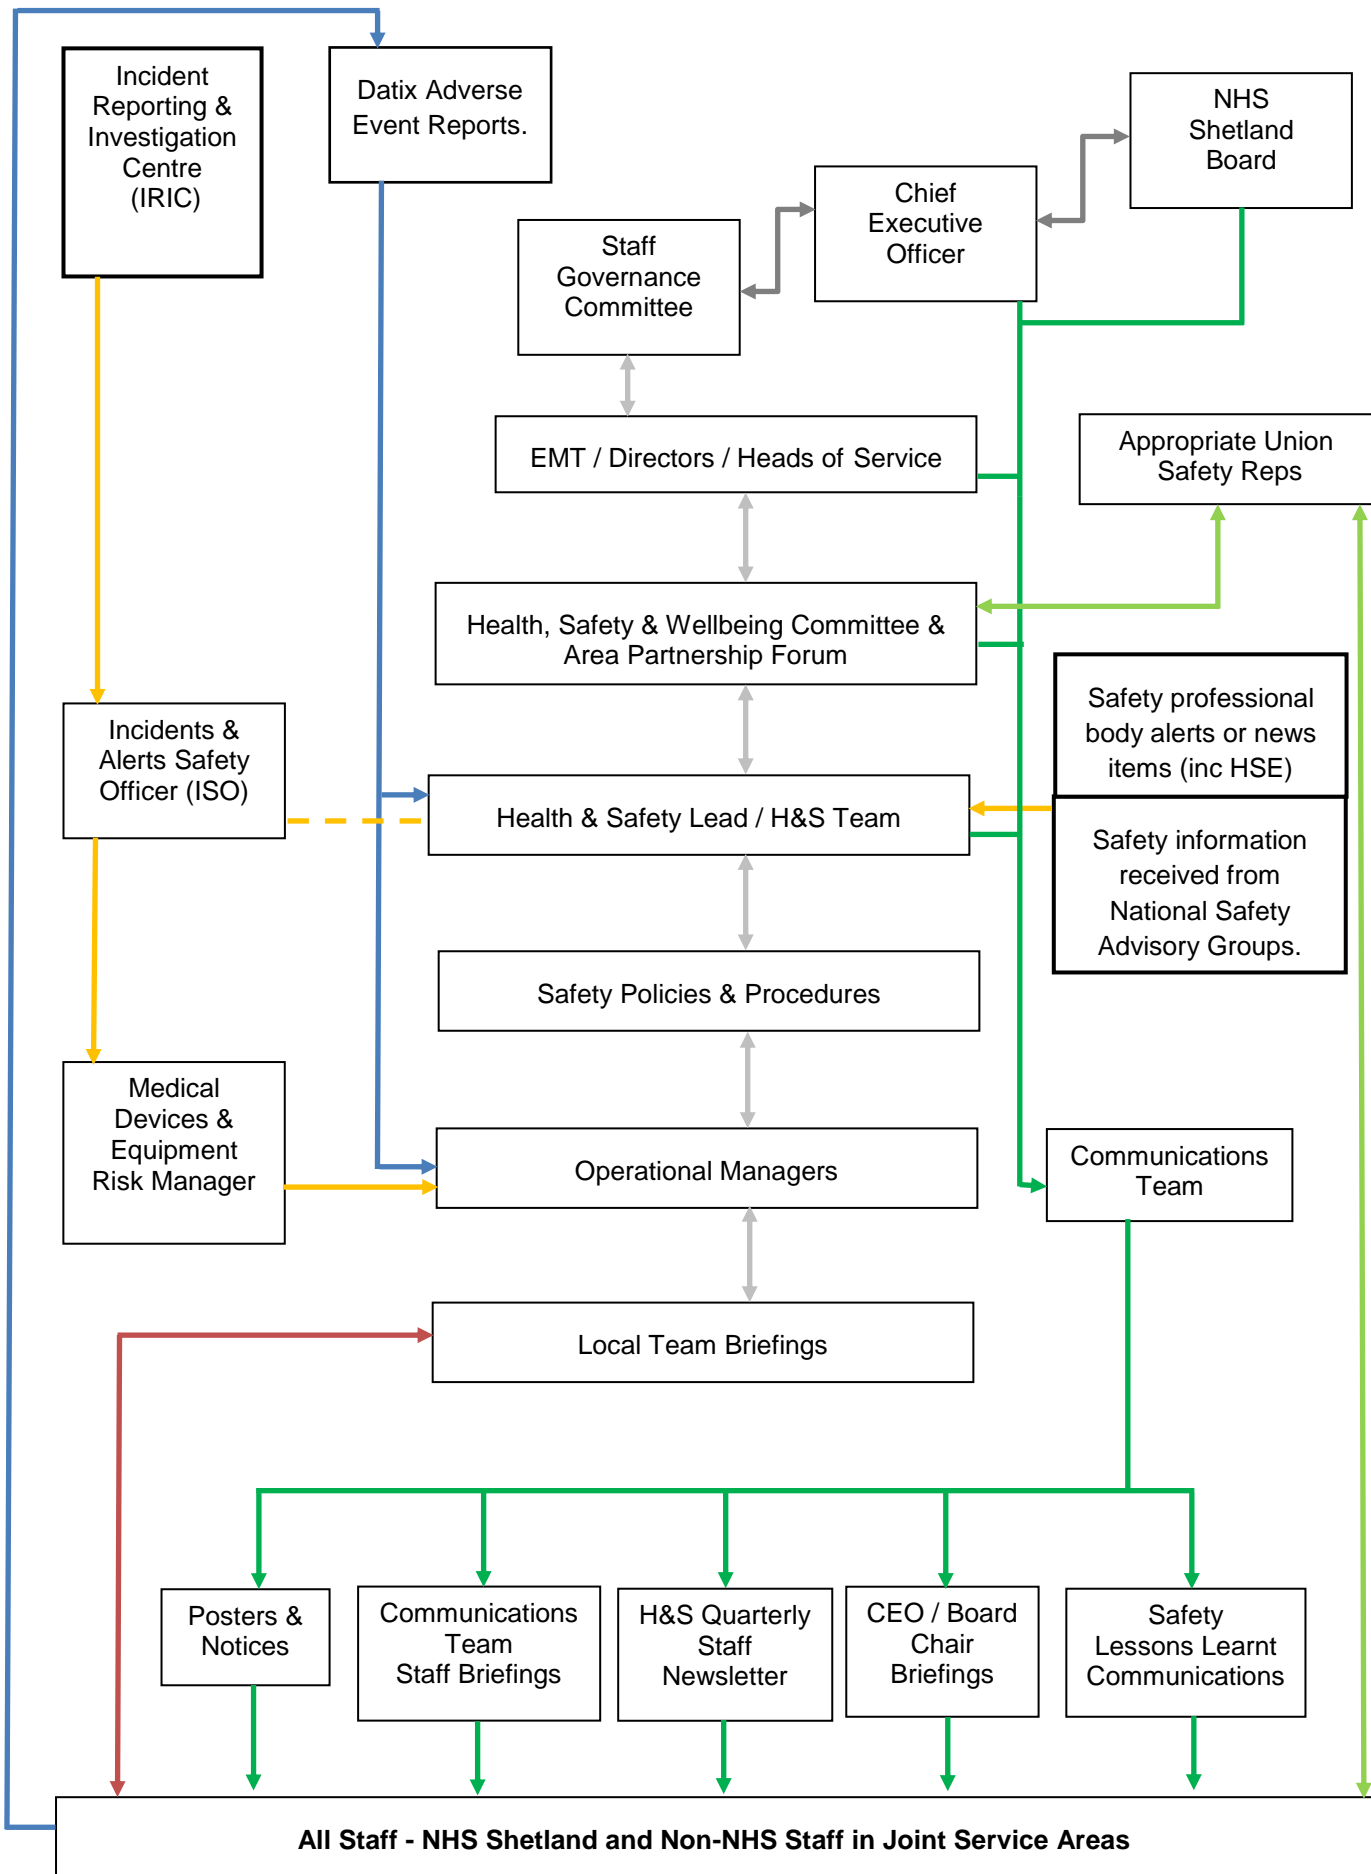 Incident
Reporting &
Investigation
Centre
(IRIC)
Datix Adverse
Event Reports.
NHS
Shetland
Board
Chief
Executive
Officer
Staff
Governance
Committee
EMT / Directors / Heads of Service
Appropriate Union
Safety Reps
Health, Safety & Wellbeing Committee &
Area Partnership Forum
Safety professional
body alerts or news
items (inc HSE)
Incidents &
Alerts Safety
Officer (ISO)
Health & Safety Lead / H&S Team
Safety information
received from
National Safety
Advisory Groups.
Safety Policies & Procedures
Medical
Devices &
Equipment
Risk Manager
Operational Managers
Communications
Team
Local Team Briefings
Posters &
Notices
Communications
Team
Staff Briefings
H&S Quarterly
Staff
Newsletter
CEO / Board
Chair
Briefings
Safety
Lessons Learnt
Communications
All Staff - NHS Shetland and Non-NHS Staff in Joint Service Areas